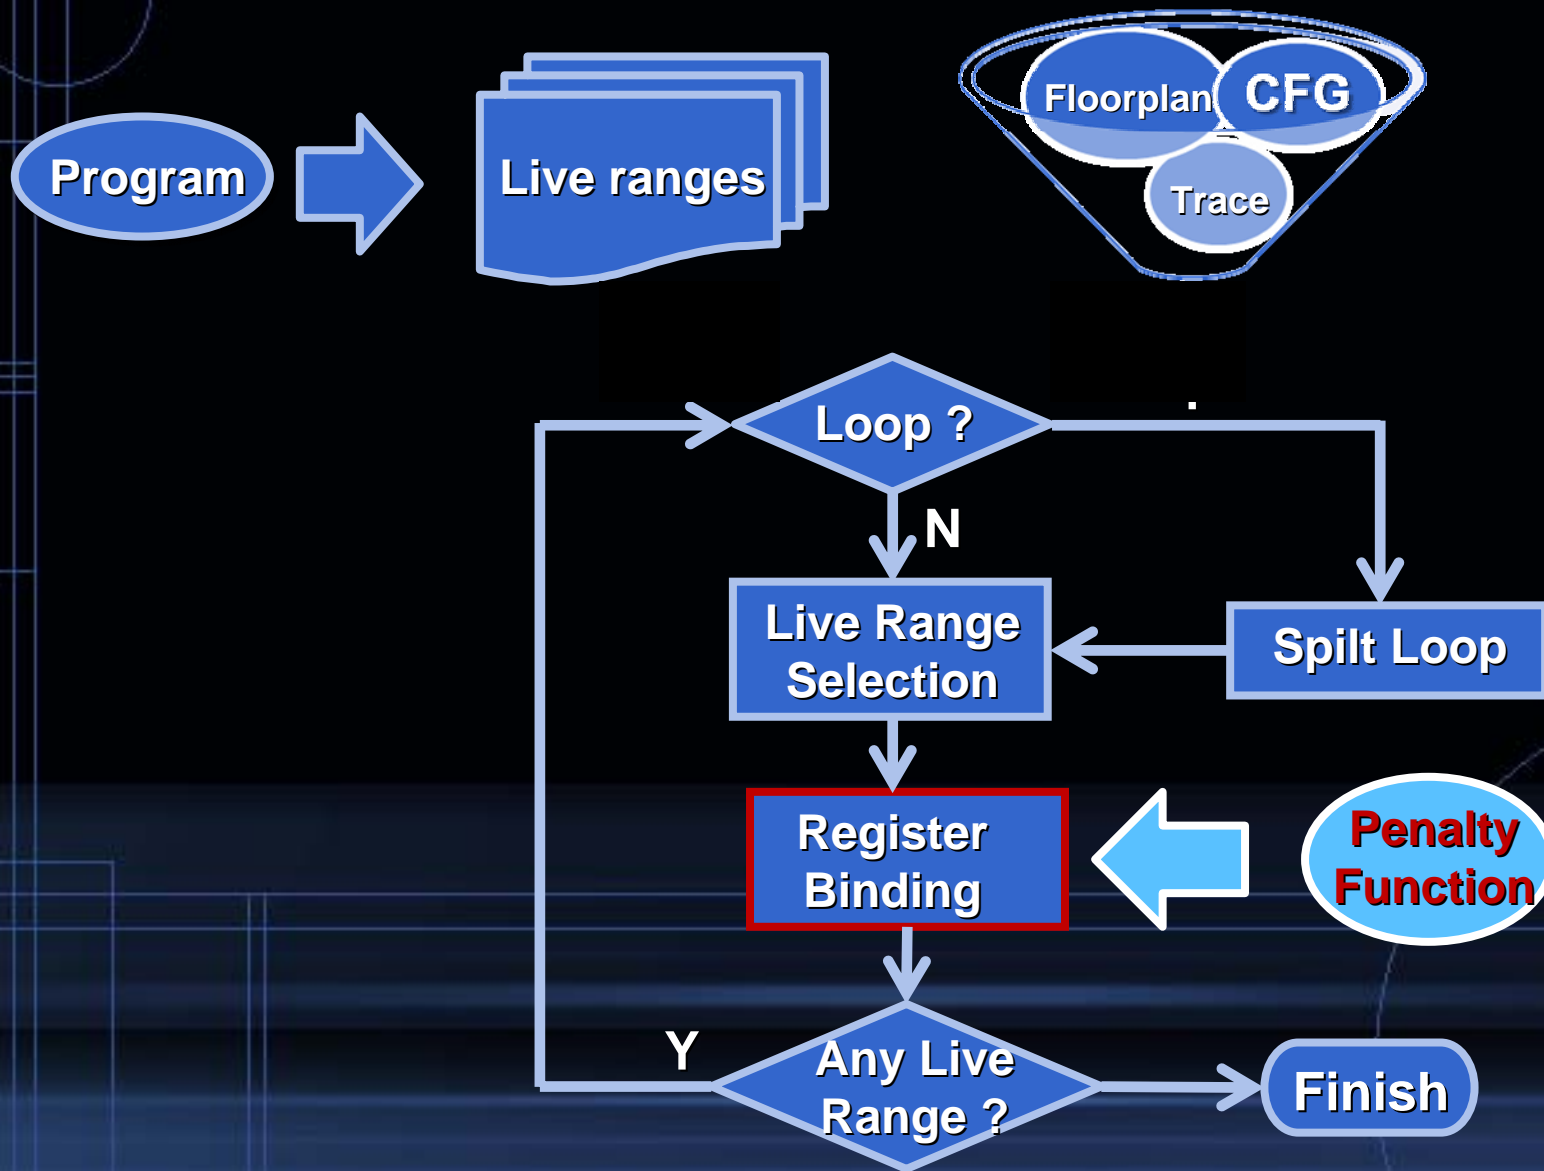 Program
Live ranges
Floorplan
CFG
Trace
Loop ?
N
Live Range
Selection
Spilt Loop
Register
Binding
Penalty
Function
Y
Any Live
Range ?
Finish